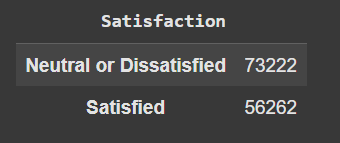 Satisfaction
Neutral or Dissatisfied 73222
Satisfied 56262